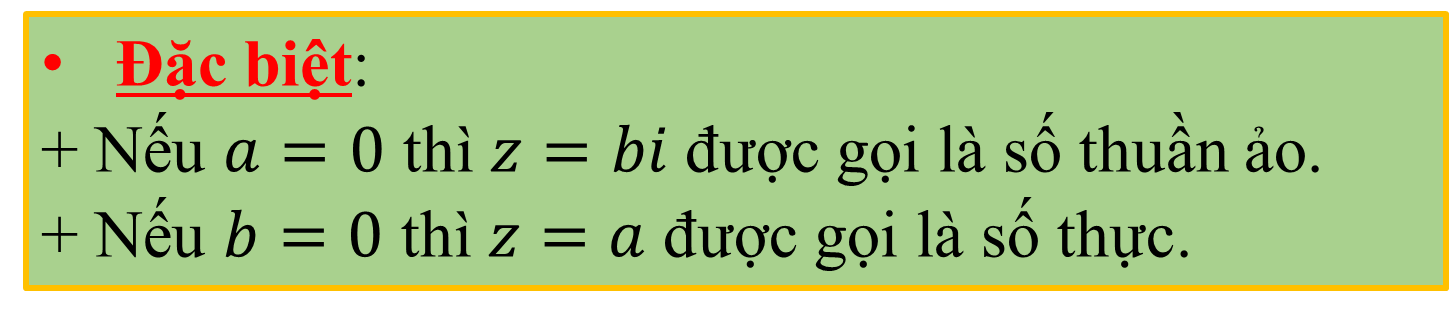 • Đặc biệt:
+ Nếu a = 0 thì z = bi được gọi là số thuần ảo.
+ Nếu b = 0 thì z = a được gọi là số thực.